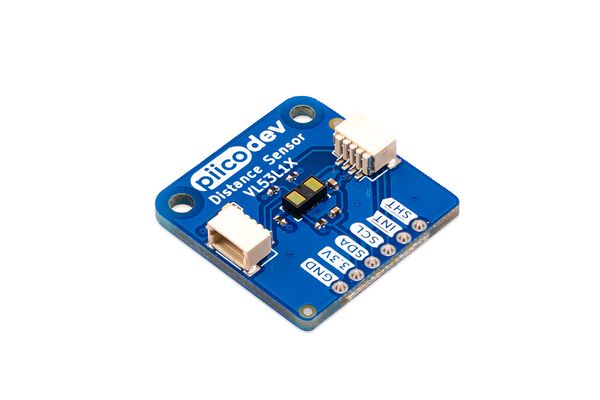 piicodev
Distance Sensor
VL53L1X
GND
3.3V
SDA
SCL
INT
SHT